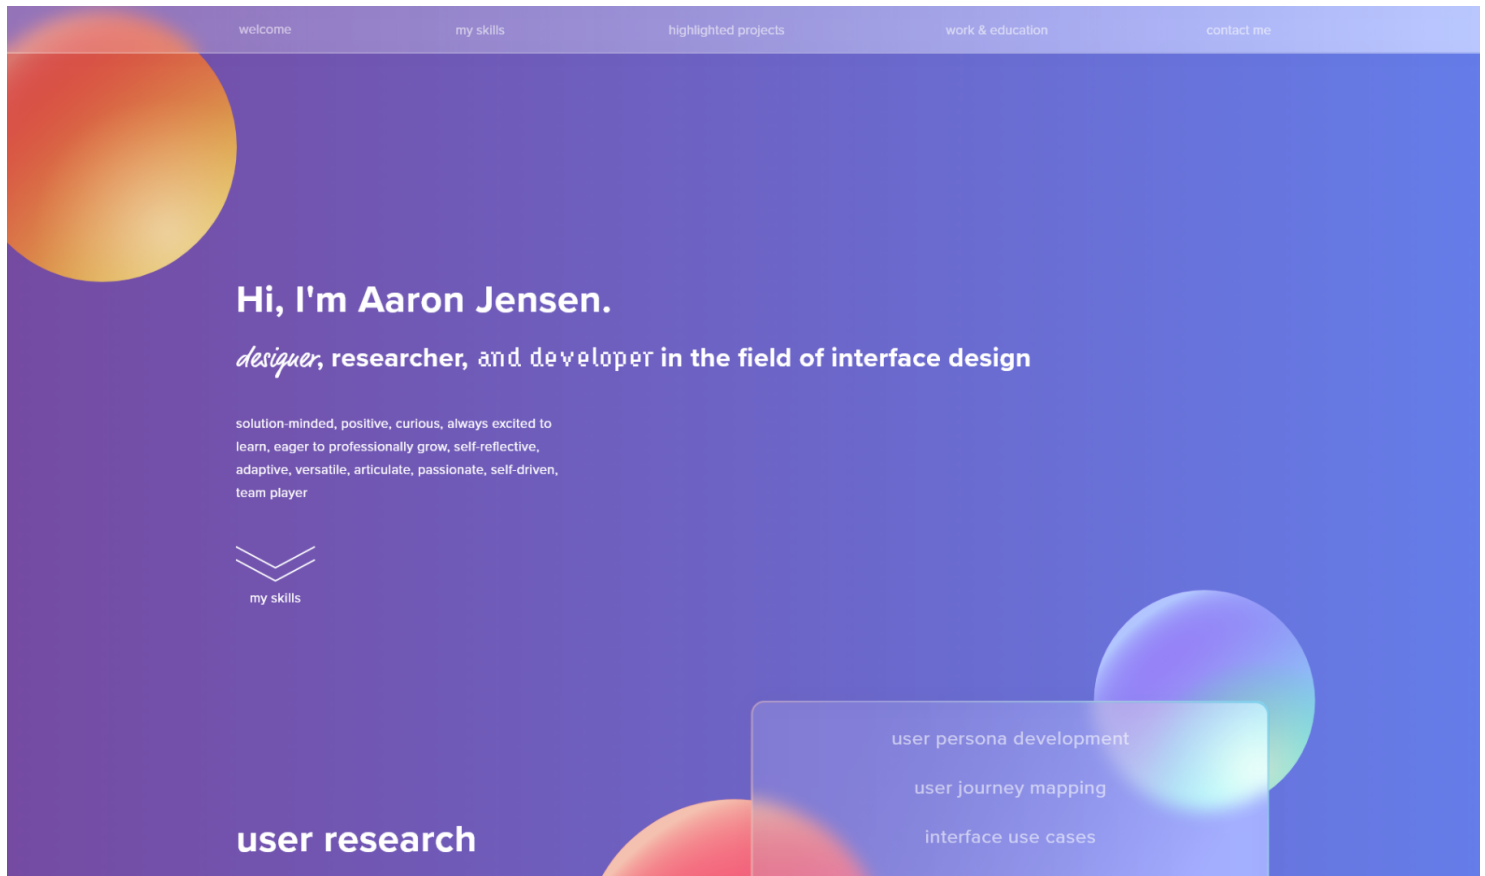 welcome my skills highlighted projects work & education contact me
Hi, I'm Aaron Jensen.
designer, researcher, and developer in the field of interface design
solution-minded, positive, curious, always excited to
learn, eager to professionally grow, self-reflective,
adaptive, versatile, articulate, passionate, self-driven,
team player
my skills
user persona development
user journey mapping
interface use cases
user research